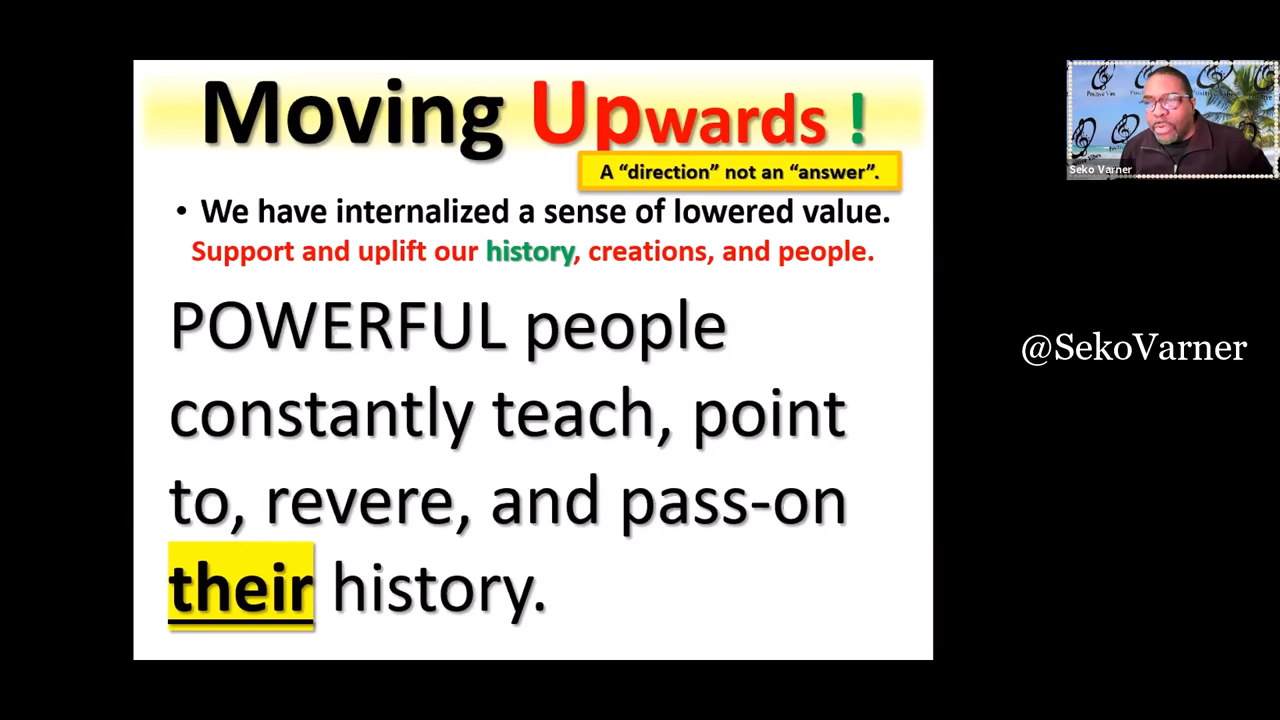 Moving Upwards !
A “direction” not an “answer”.
• We have internalized a sense of lowered value.
Support and uplift our history, creations, and people.
POWERFUL people
constantly teach, point
to, revere, and pass-on
their history.
Seko Varner
@SekoVarner